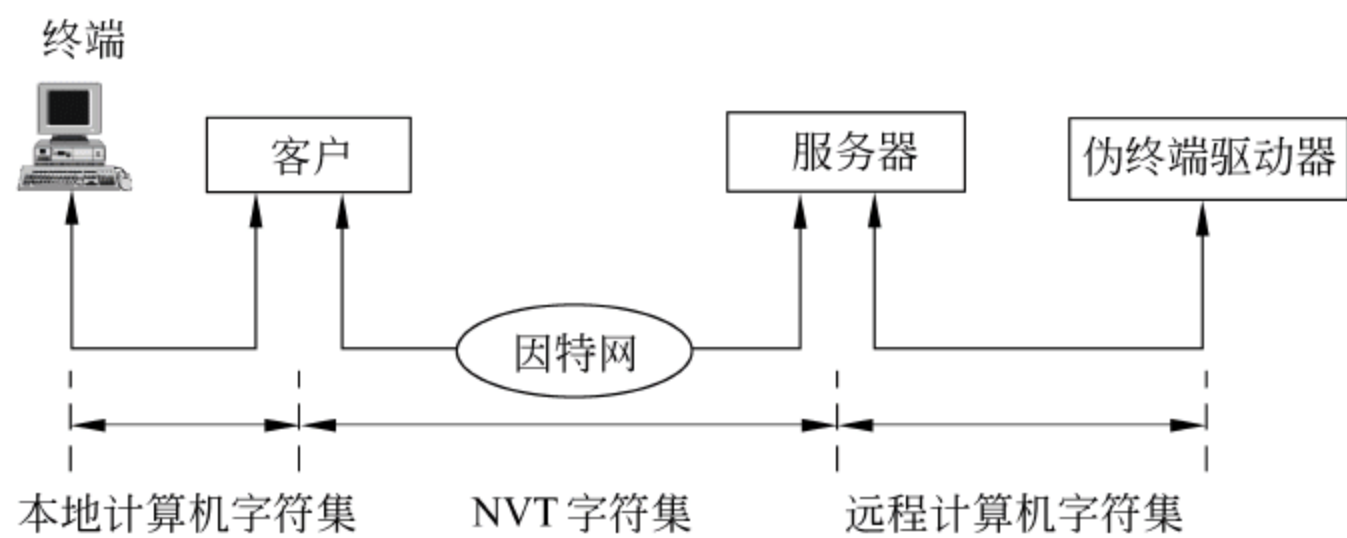 终端
客户
服务器
伪终端驱动器
因特网
本地计算机字符集
NVT 字符集
远程计算机字符集